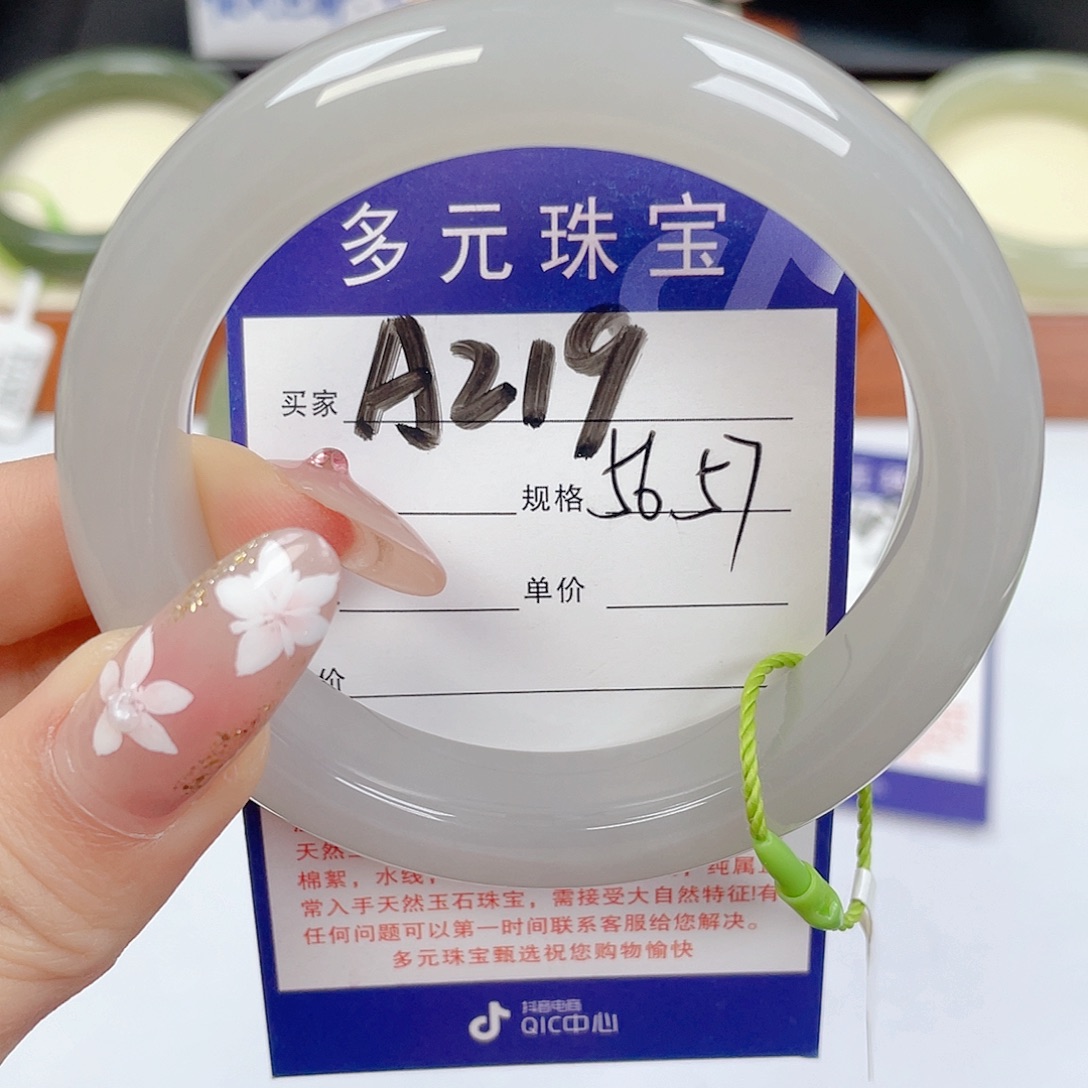 多元珠宝
买家 A219
规格 56.57
单价
价
天然
棉絮，水线，，纯属
常入手天然玉石珠宝，需接受大自然特征!有
任何问题可以第一时间联系客服给您解决。
多元珠宝甄选祝您购物愉快
抖音电商
QIC中心